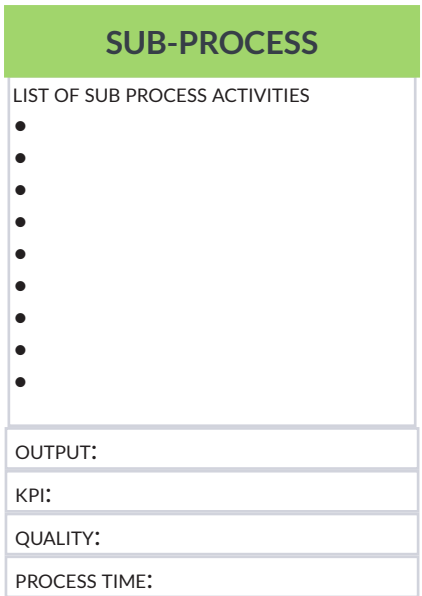 SUB-PROCESS
LIST OF SUB PROCESS ACTIVITIES
●
●
●
●
●
●
●
●
●
OUTPUT:
KPI:
QUALITY:
PROCESS TIME: